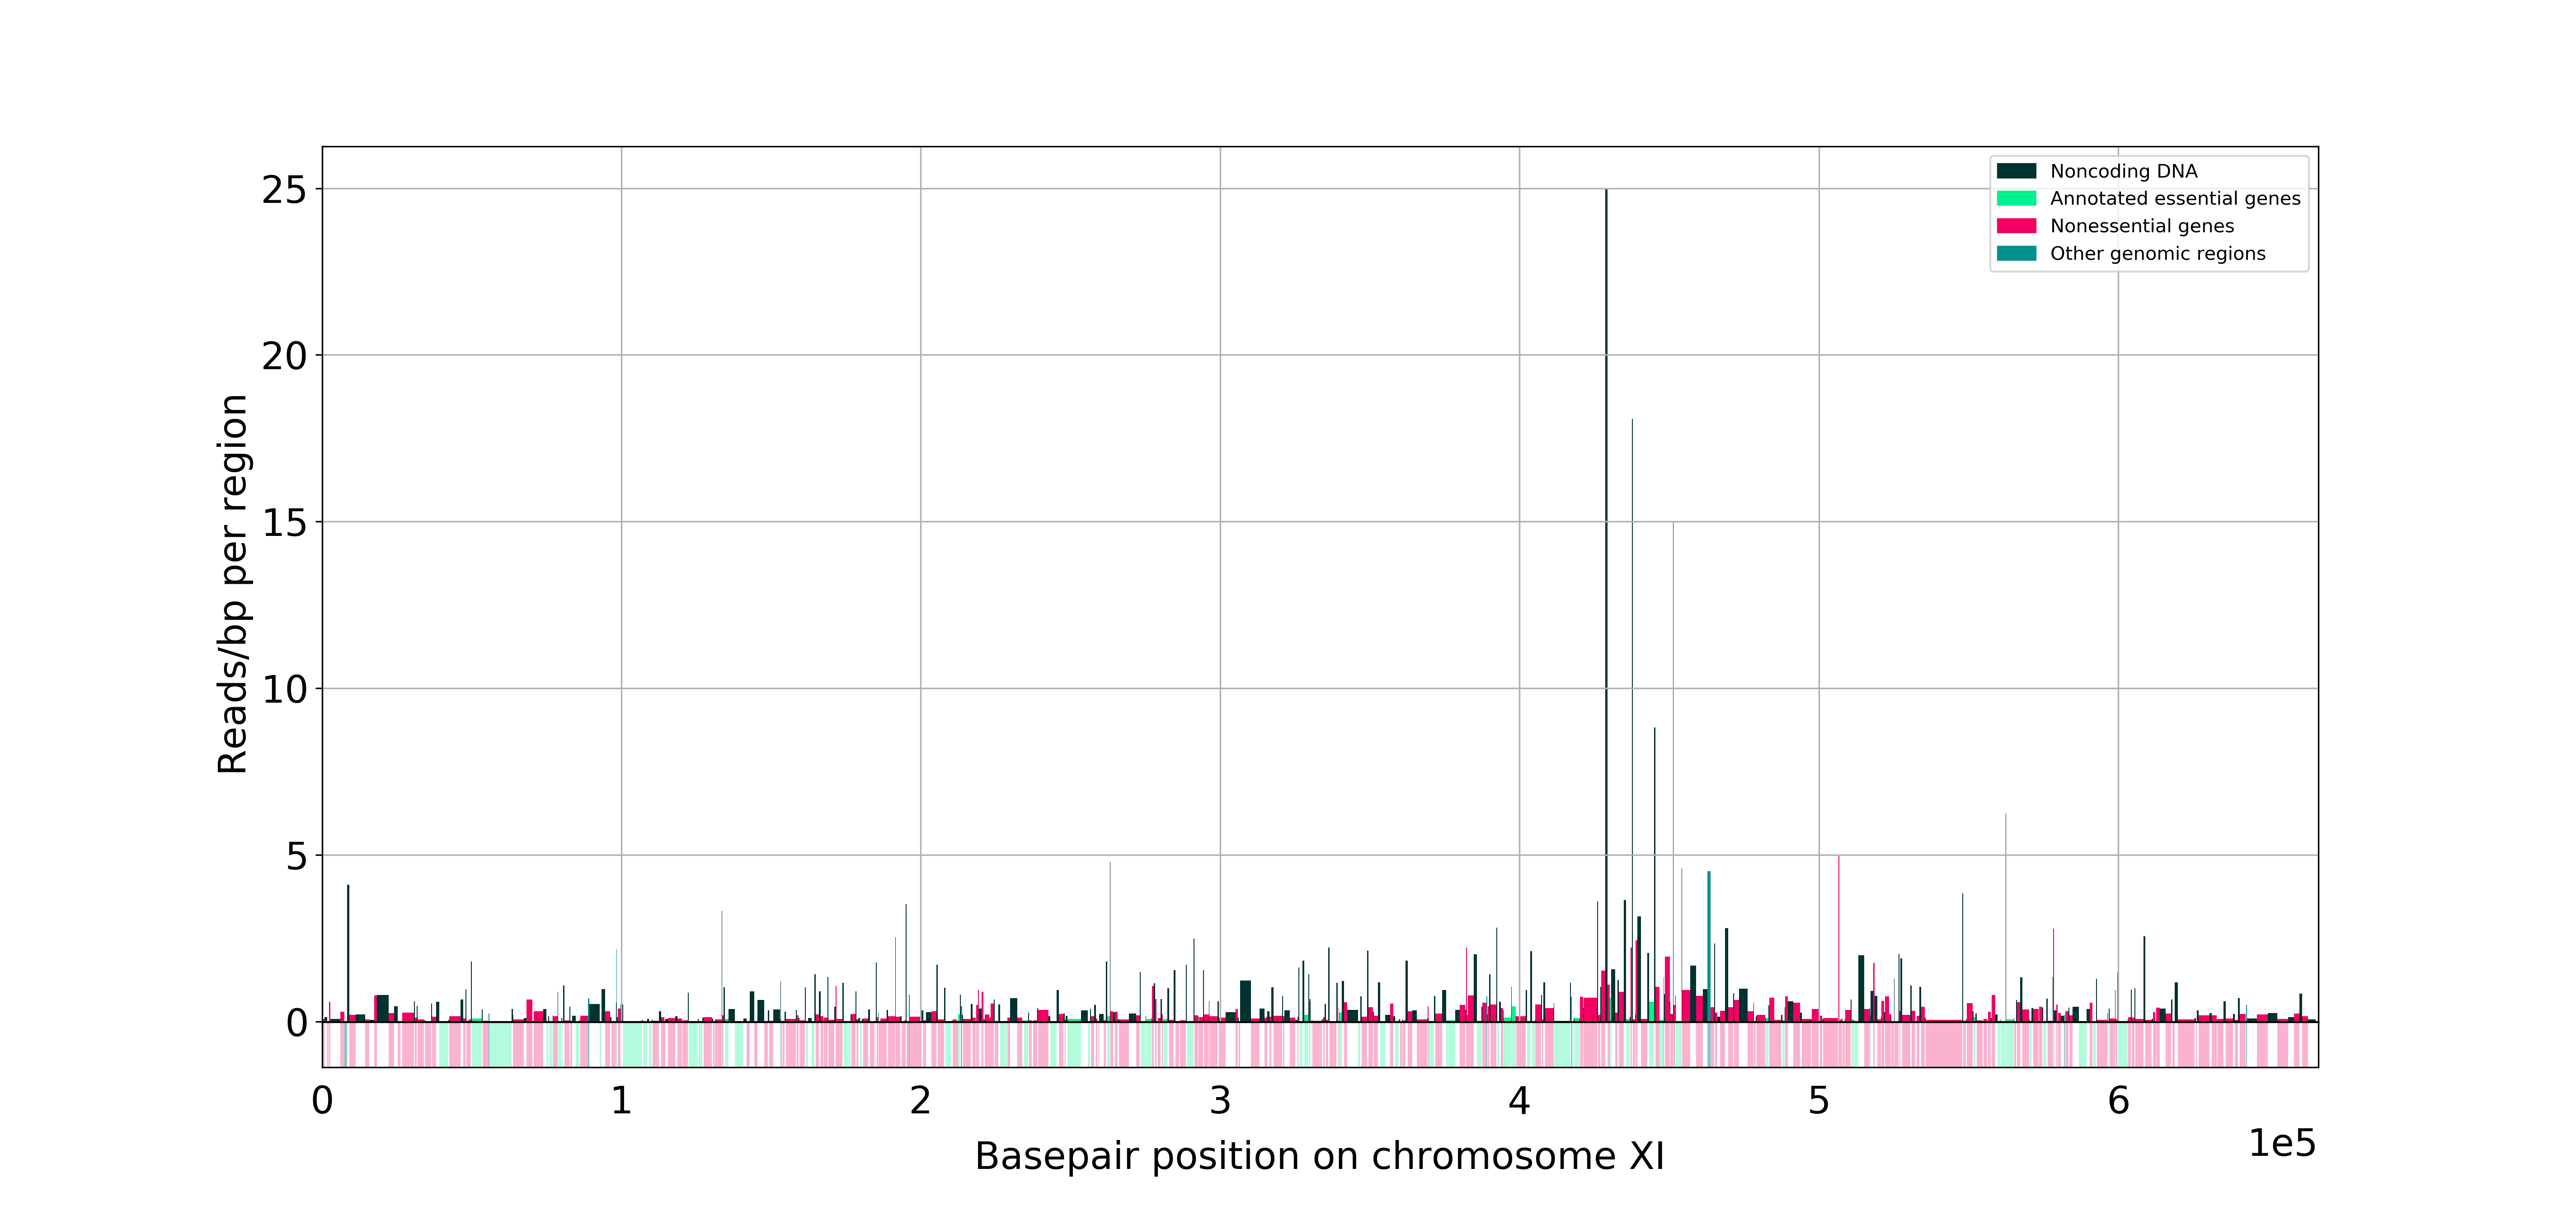 Reads/bp per region
25
20
15
10
5
0
Noncoding DNA
Annotated essential genes
Nonessential genes
Other genomic regions
0 1 2 3 4 5 6
1e5
Basepair position on chromosome XI